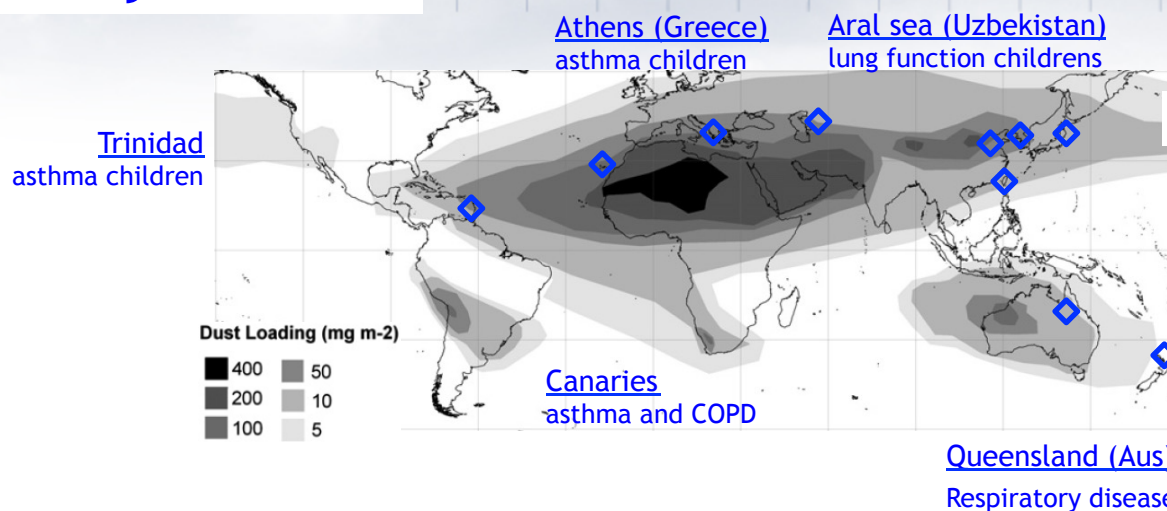 Athens (Greece)
asthma children
Aral sea (Uzbekistan)
lung function childrens
Trinidad
asthma children
Dust Loading (mg m-2)
400 50
200 10
100 5
Canaries
asthma and COPD
Queensland (Aus
Respiratory disease